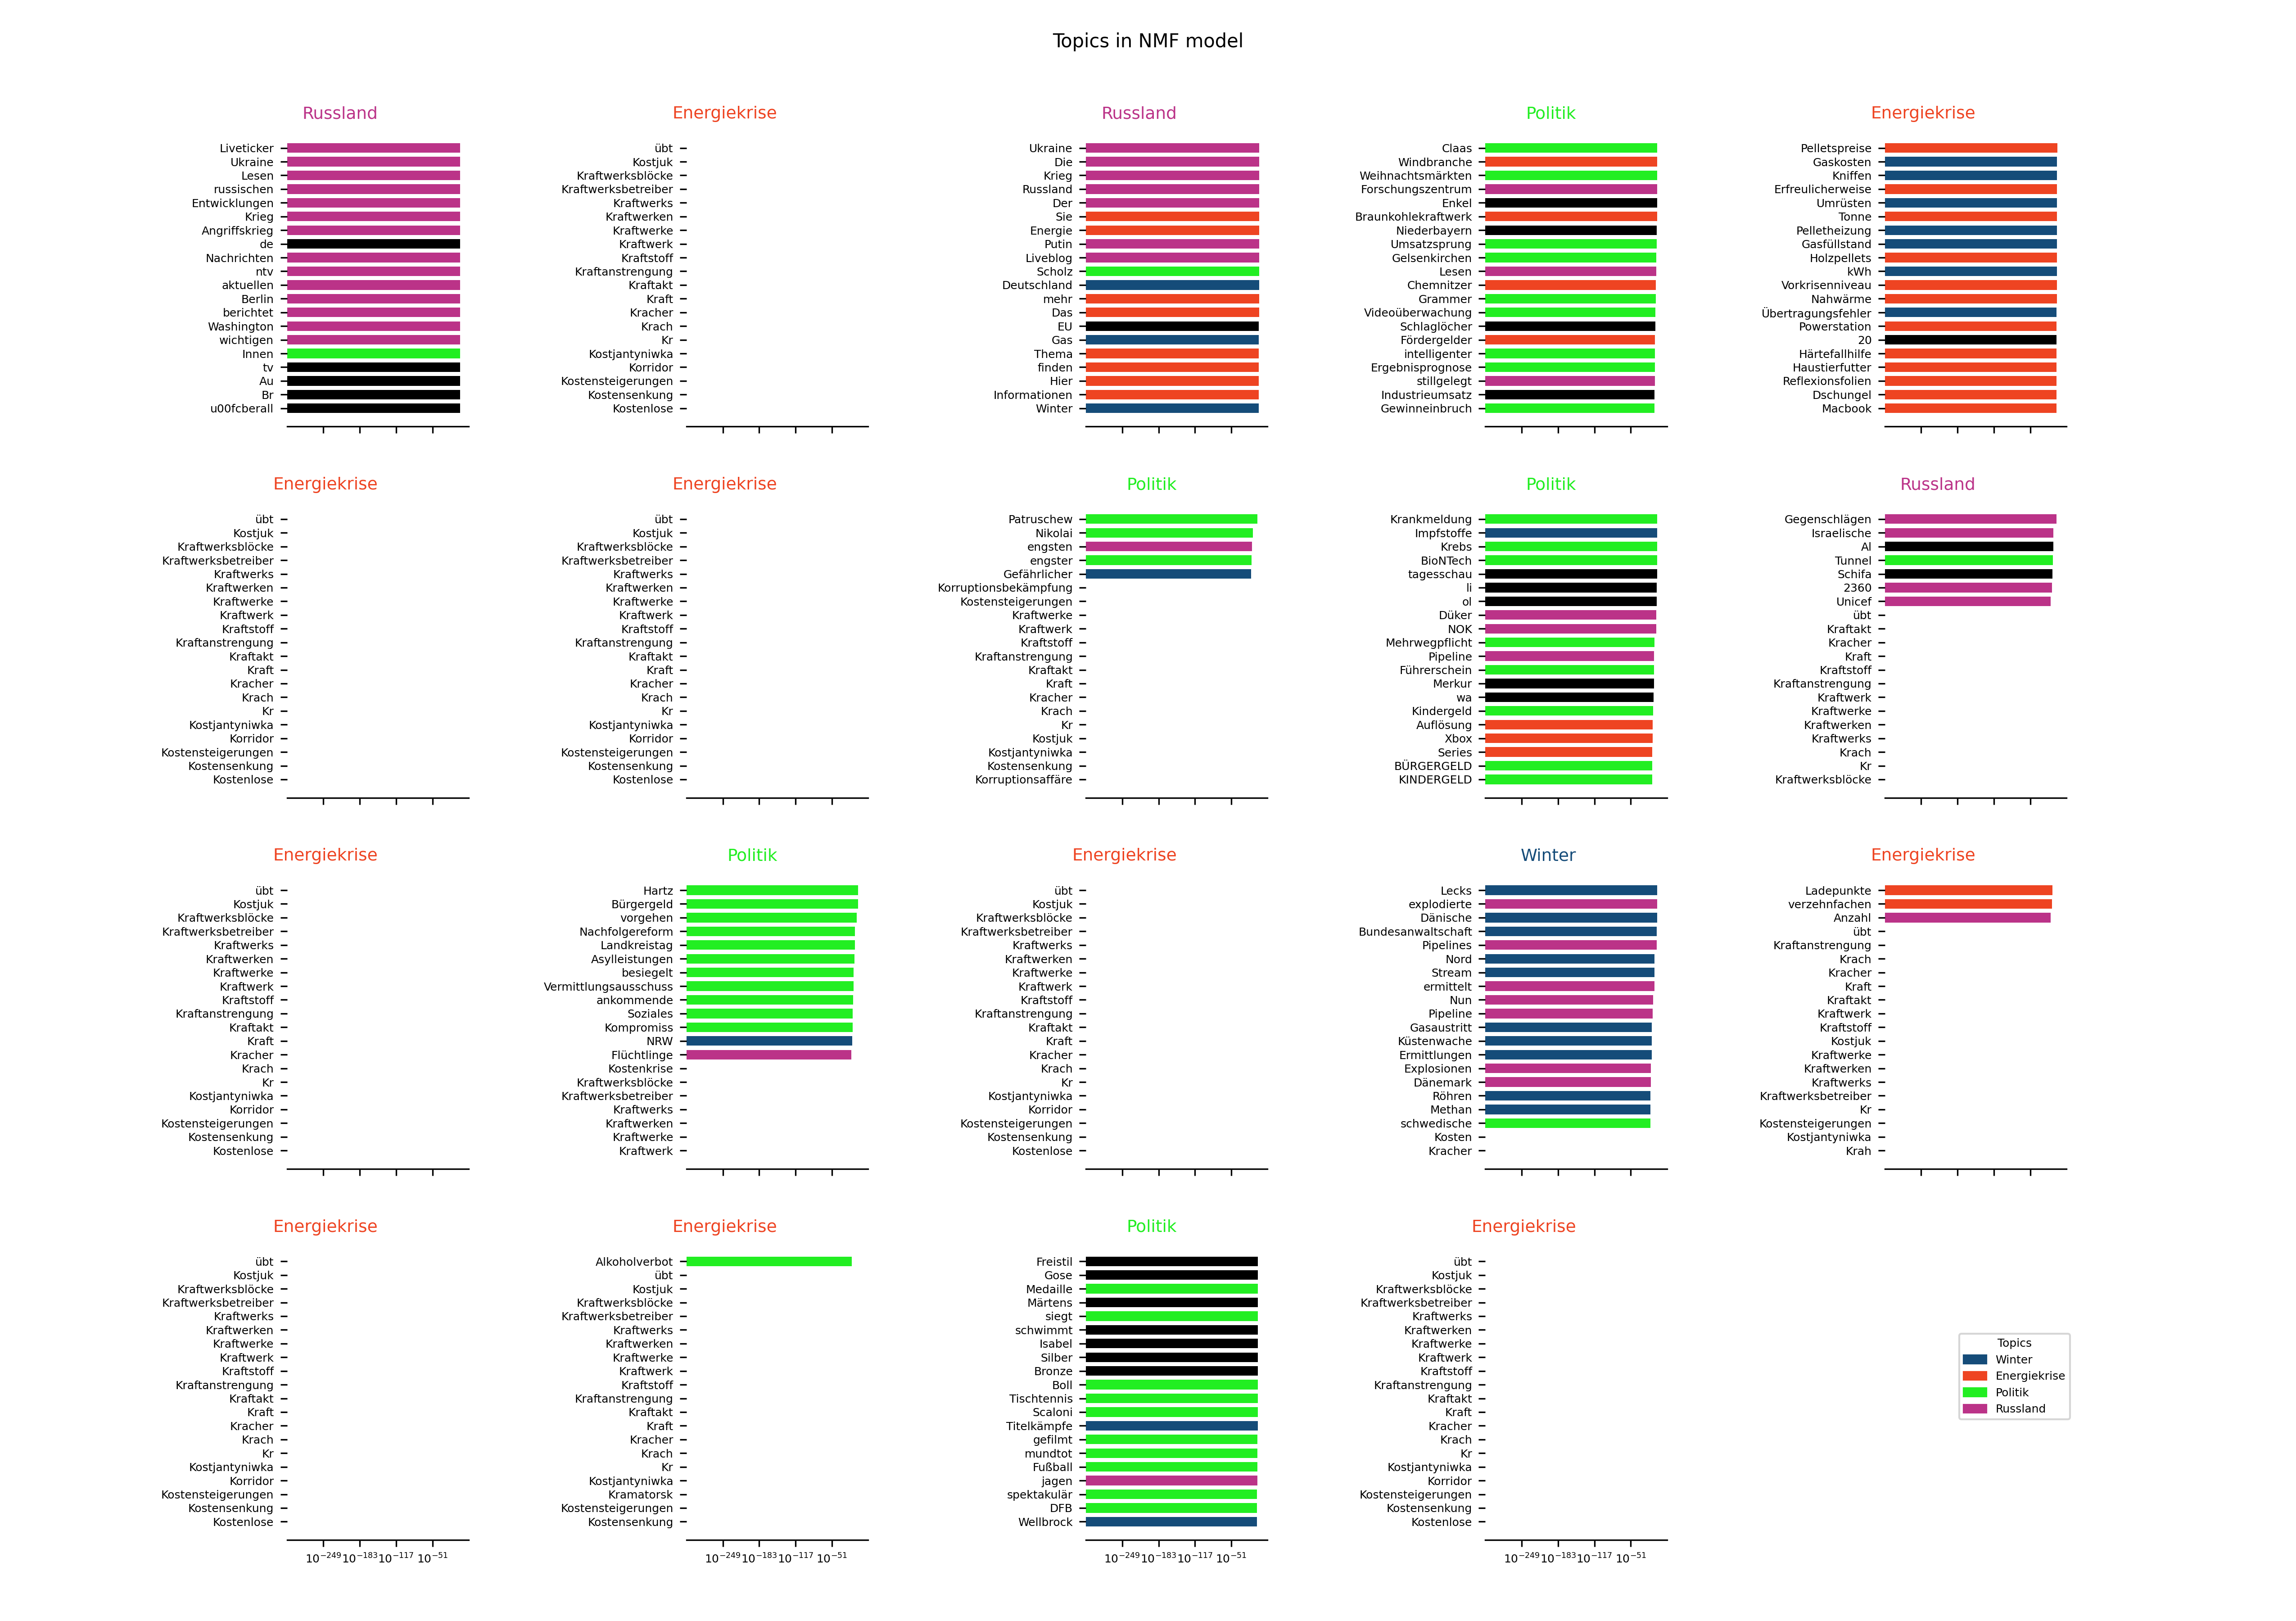 Topics in NMF model
Russland
Liveticker
Ukraine
Lesen
russischen
Entwicklungen
Krieg
Angriffskrieg
de
Nachrichten
ntv
aktuellen
Berlin
berichtet
Washington
wichtigen
Innen
tv
Au
Br
u00fcberall
Energiekrise
übt
Kostjuk
Kraftwerksblöcke
Kraftwerksbetreiber
Kraftwerks
Kraftwerken
Kraftwerke
Kraftwerk
Kraftstoff
Kraftanstrengung
Kraftakt
Kraft
Kracher
Krach
Kr
Kostjantyniwka
Korridor
Kostensteigerungen
Kostensenkung
Kostenlose
Russland
Ukraine
Die
Krieg
Russland
Der
Sie
Energie
Putin
Liveblog
Scholz
Deutschland
mehr
Das
EU
Gas
Thema
finden
Hier
Informationen
Winter
Politik
Claas
Windbranche
Weihnachtsmärkten
Forschungszentrum
Enkel
Braunkohlekraftwerk
Niederbayern
Umsatzsprung
Gelsenkirchen
Lesen
Chemnitzer
Grammer
Videoüberwachung
Schlaglöcher
Fördergelder
intelligenter
Ergebnisprognose
stillgelegt
Industrieumsatz
Gewinneinbruch
Energiekrise
Pelletspreise
Gaskosten
Kniffen
Erfreulicherweise
Umrüsten
Tonne
Pelletheizung
Gasfüllstand
Holzpellets
kWh
Vorkrisenniveau
Nahwärme
Übertragungsfehler
Powerstation
20
Härtefallhilfe
Haustierfutter
Reflexionsfolien
Dschungel
Macbook
Energiekrise
übt
Kostjuk
Kraftwerksblöcke
Kraftwerksbetreiber
Kraftwerks
Kraftwerken
Kraftwerke
Kraftwerk
Kraftstoff
Kraftanstrengung
Kraftakt
Kraft
Kracher
Krach
Kr
Kostjantyniwka
Korridor
Kostensteigerungen
Kostensenkung
Kostenlose
Energiekrise
übt
Kostjuk
Kraftwerksblöcke
Kraftwerksbetreiber
Kraftwerks
Kraftwerken
Kraftwerke
Kraftwerk
Kraftstoff
Kraftanstrengung
Kraftakt
Kraft
Kracher
Krach
Kr
Kostjantyniwka
Korridor
Kostensteigerungen
Kostensenkung
Kostenlose
Politik
Patruschew
Nikolai
engsten
engster
Gefährlicher
Korruptionsbekämpfung
Kostensteigerungen
Kraftwerke
Kraftwerk
Kraftstoff
Kraftanstrengung
Kraftakt
Kraft
Kracher
Krach
Kr
Kostjuk
Kostjantyniwka
Kostensenkung
Korruptionsaffäre
Politik
Krankmeldung
Impfstoffe
Krebs
BioNTech
tagesschau
li
ol
Düker
NOK
Mehrwegpflicht
Pipeline
Führerschein
Merkur
wa
Kindergeld
Auflösung
Xbox
Series
BÜRGERGELD
KINDERGELD
Russland
Gegenschlägen
Israelische
Al
Tunnel
Schifa
2360
Unicef
übt
Kraftakt
Kracher
Kraft
Kraftstoff
Kraftanstrengung
Kraftwerk
Kraftwerke
Kraftwerken
Kraftwerks
Krach
Kr
Kraftwerksblöcke
Energiekrise
übt
Kostjuk
Kraftwerksblöcke
Kraftwerksbetreiber
Kraftwerks
Kraftwerken
Kraftwerke
Kraftwerk
Kraftstoff
Kraftanstrengung
Kraftakt
Kraft
Kracher
Krach
Kr
Kostjantyniwka
Korridor
Kostensteigerungen
Kostensenkung
Kostenlose
Politik
Hartz
Bürgergeld
vorgehen
Nachfolgereform
Landkreistag
Asylleistungen
besiegelt
Vermittlungsausschuss
ankommende
Soziales
Kompromiss
NRW
Flüchtlinge
Kostenkrise
Kraftwerksblöcke
Kraftwerksbetreiber
Kraftwerks
Kraftwerken
Kraftwerke
Kraftwerk
Energiekrise
übt
Kostjuk
Kraftwerksblöcke
Kraftwerksbetreiber
Kraftwerks
Kraftwerken
Kraftwerke
Kraftwerk
Kraftstoff
Kraftanstrengung
Kraftakt
Kraft
Kracher
Krach
Kr
Kostjantyniwka
Korridor
Kostensteigerungen
Kostensenkung
Kostenlose
Winter
Lecks
explodierte
Dänische
Bundesanwaltschaft
Pipelines
Nord
Stream
ermittelt
Nun
Pipeline
Gasaustritt
Küstenwache
Ermittlungen
Explosionen
Dänemark
Röhren
Methan
schwedische
Kosten
Kracher
Energiekrise
Ladepunkte
verzehnfachen
Anzahl
übt
Kraftanstrengung
Krach
Kracher
Kraft
Kraftakt
Kraftwerk
Kraftstoff
Kostjuk
Kraftwerke
Kraftwerken
Kraftwerks
Kraftwerksbetreiber
Kr
Kostensteigerungen
Kostjantyniwka
Krah
Energiekrise
übt
Kostjuk
Kraftwerksblöcke
Kraftwerksbetreiber
Kraftwerks
Kraftwerken
Kraftwerke
Kraftwerk
Kraftstoff
Kraftanstrengung
Kraftakt
Kraft
Kracher
Krach
Kr
Kostjantyniwka
Korridor
Kostensteigerungen
Kostensenkung
Kostenlose
10^-249 10^-183 10^-117 10^-51
Energiekrise
Alkoholverbot
übt
Kostjuk
Kraftwerksblöcke
Kraftwerksbetreiber
Kraftwerks
Kraftwerken
Kraftwerke
Kraftwerk
Kraftstoff
Kraftanstrengung
Kraftakt
Kraft
Kracher
Krach
Kr
Kostjantyniwka
Kramatorsk
Kostensteigerungen
Kostensenkung
10^-249 10^-183 10^-117 10^-51
Politik
Freistil
Gose
Medaille
Märtens
siegt
schwimmt
Isabel
Silber
Bronze
Boll
Tischtennis
Scaloni
Titelkämpfe
gefilmt
mundtot
Fußball
jagen
spektakulär
DFB
Wellbrock
10^-249 10^-183 10^-117 10^-51
Energiekrise
übt
Kostjuk
Kraftwerksblöcke
Kraftwerksbetreiber
Kraftwerks
Kraftwerken
Kraftwerke
Kraftwerk
Kraftstoff
Kraftanstrengung
Kraftakt
Kraft
Kracher
Krach
Kr
Kostjantyniwka
Korridor
Kostensteigerungen
Kostensenkung
Kostenlose
10^-249 10^-183 10^-117 10^-51
Topics
Winter
Energiekrise
Politik
Russland